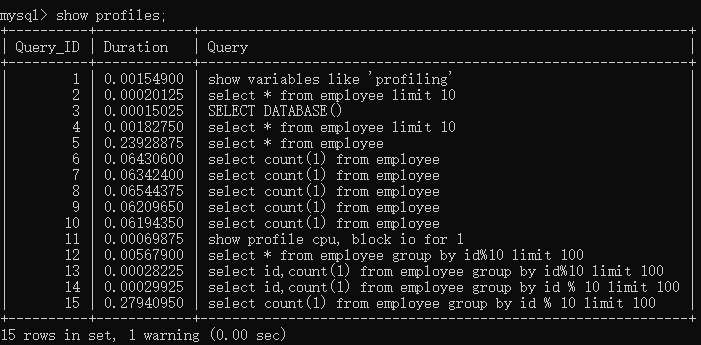 mysql> show profiles;
+----------+------------+-----------------------------------------------------------+
| Query_ID | Duration   | Query                                                     |
+----------+------------+-----------------------------------------------------------+
|        1 | 0.00154900 | show variables like 'profiling'                           |
|        2 | 0.00020125 | select * from employee limit 10                           |
|        3 | 0.00015025 | SELECT DATABASE()                                         |
|        4 | 0.00182750 | select * from employee limit 10                           |
|        5 | 0.23928875 | select * from employee                                    |
|        6 | 0.06430600 | select count(1) from employee                             |
|        7 | 0.06342400 | select count(1) from employee                             |
|        8 | 0.06544375 | select count(1) from employee                             |
|        9 | 0.06209650 | select count(1) from employee                             |
|       10 | 0.06194350 | select count(1) from employee                             |
|       11 | 0.00069875 | show profile cpu, block io for 1                          |
|       12 | 0.00567900 | select * from employee group by id%10 limit 100           |
|       13 | 0.00028225 | select id,count(1) from employee group by id%10 limit 100 |
|       14 | 0.00029925 | select id,count(1) from employee group by id % 10 limit 100 |
|       15 | 0.27940950 | select count(1) from employee group by id % 10 limit 100  |
+----------+------------+-----------------------------------------------------------+
15 rows in set, 1 warning (0.00 sec)